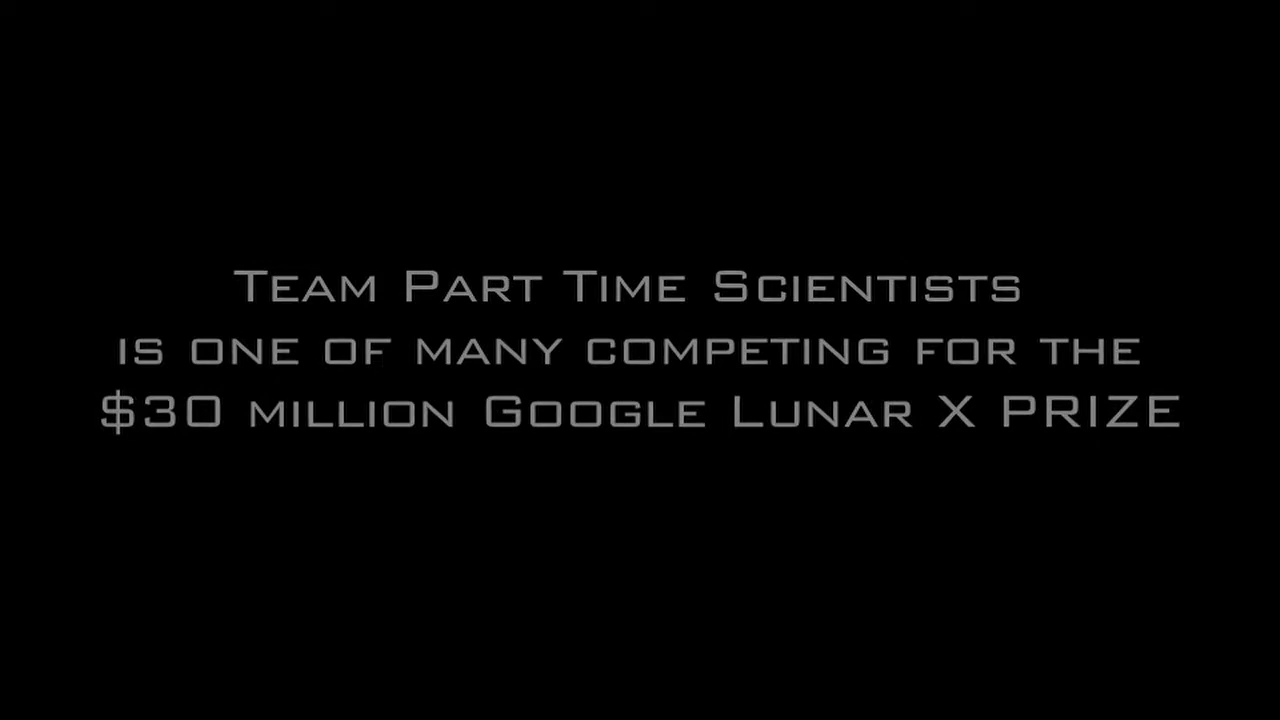 Team Part Time Scientists
is one of many competing for the
$30 million Google Lunar X PRIZE